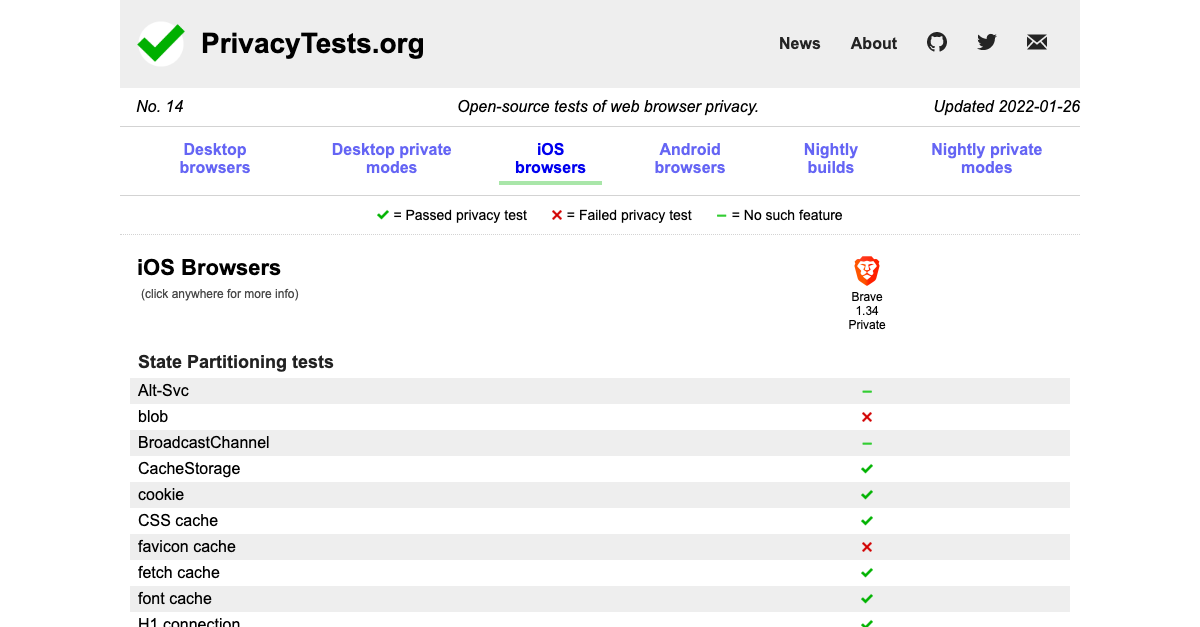 PrivacyTests.org
News About
No. 14 Open-source tests of web browser privacy. Updated 2022-01-26
Desktop browsers
Desktop private modes
iOS browsers
Android browsers
Nightly builds
Nightly private modes
= Passed privacy test = Failed privacy test = No such feature
iOS Browsers
(click anywhere for more info)
Brave
1.34
Private
State Partitioning tests
Alt-Svc
blob
BroadcastChannel
CacheStorage
cookie
CSS cache
favicon cache
fetch cache
font cache
H1 connection